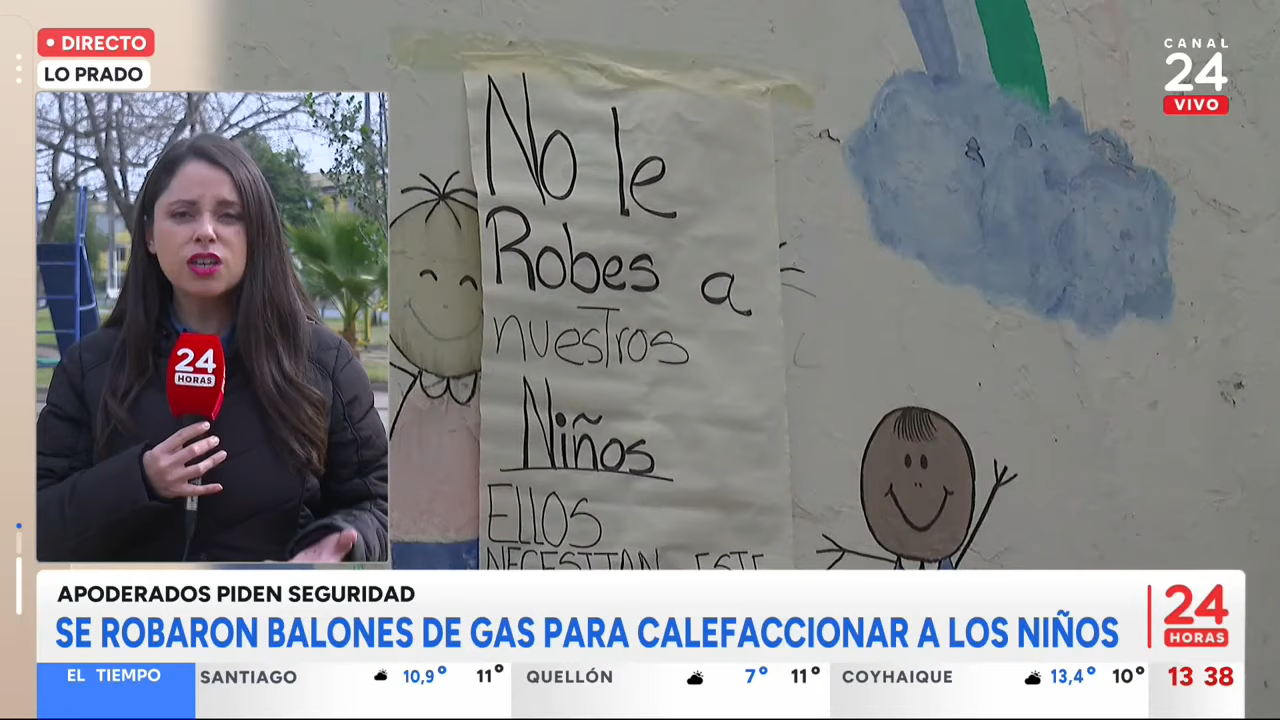 • DIRECTO
LO PRADO
CANAL
24
VIVO
No le
Robes a
nuestros
Niños
Ellos
NECESITAN ESTE
24
HORAS
APODERADOS PIDEN SEGURIDAD
SE ROBARON BALONES DE GAS PARA CALEFACCIONAR A LOS NIÑOS
24
HORAS
EL TIEMPO SANTIAGO 10,9° 11° QUELLÓN 7° 11° COYHAIQUE 13,4° 10° 13 38